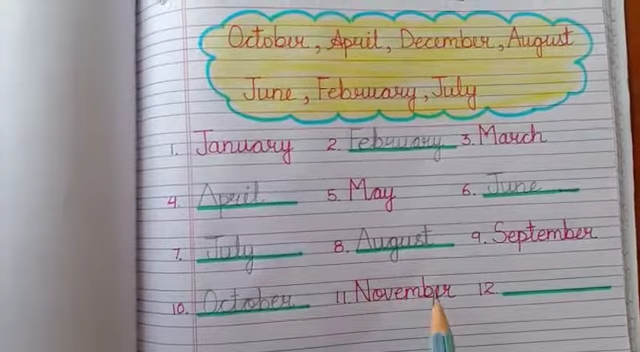 October, April, December, August
June, February, July
1. January 2. February 3. March
4. April 5. May 6. June
7. July 8. August 9. September
10. October 11. November 12.